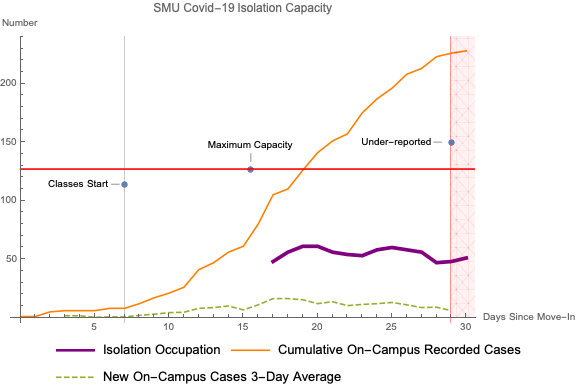 SMU Covid-19 Isolation Capacity
Number
200
150
Maximum Capacity
Under-reported
Classes Start
100
50
5
10
15
20
25
30
Days Since Move-In
Isolation Occupation
Cumulative On-Campus Recorded Cases
New On-Campus Cases 3-Day Average